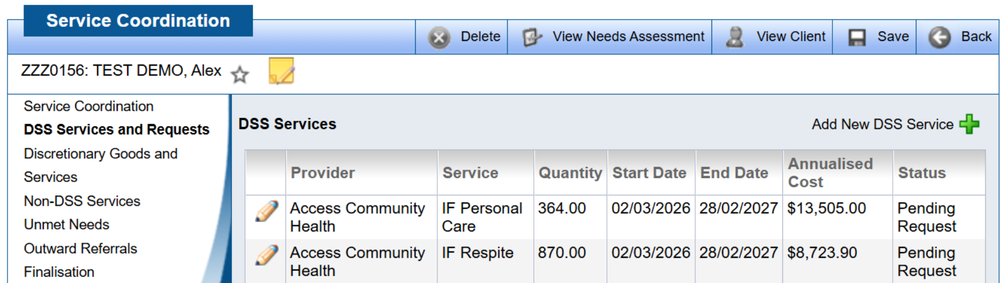 Service Coordination
Delete
View Needs Assessment
View Client
Save
Back
ZZZ0156: TEST DEMO, Alex
Service Coordination
DSS Services and Requests
Discretionary Goods and
Services
Non-DSS Services
Unmet Needs
Outward Referrals
Finalisation
DSS Services
Add New DSS Service
Provider Service Quantity Start Date End Date Annualised Cost Status
Access Community Health IF Personal Care 364.00 02/03/2026 28/02/2027 $13,505.00 Pending Request
Access Community Health IF Respite 870.00 02/03/2026 28/02/2027 $8,723.90 Pending Request